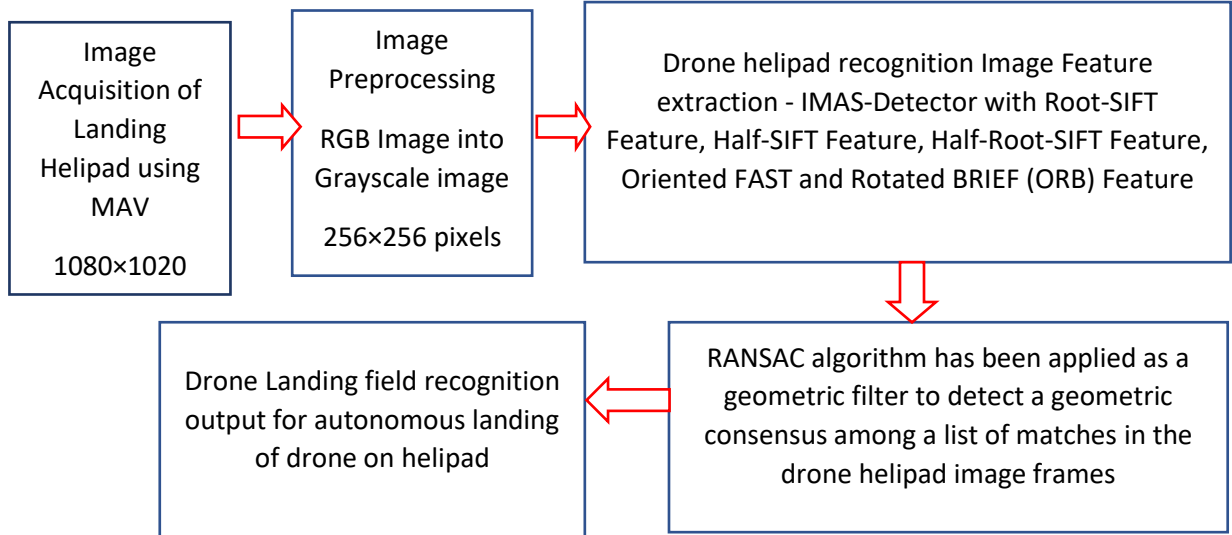 Image
Acquisition of
Landing
Helipad using
MAV
1080×1020
Image
Preprocessing
RGB Image into
Grayscale image
256×256 pixels
Drone helipad recognition Image Feature
extraction - IMAS-Detector with Root-SIFT
Feature, Half-SIFT Feature, Half-Root-SIFT Feature,
Oriented FAST and Rotated BRIEF (ORB) Feature
RANSAC algorithm has been applied as a
geometric filter to detect a geometric
consensus among a list of matches in the
drone helipad image frames
Drone Landing field recognition
output for autonomous landing
of drone on helipad